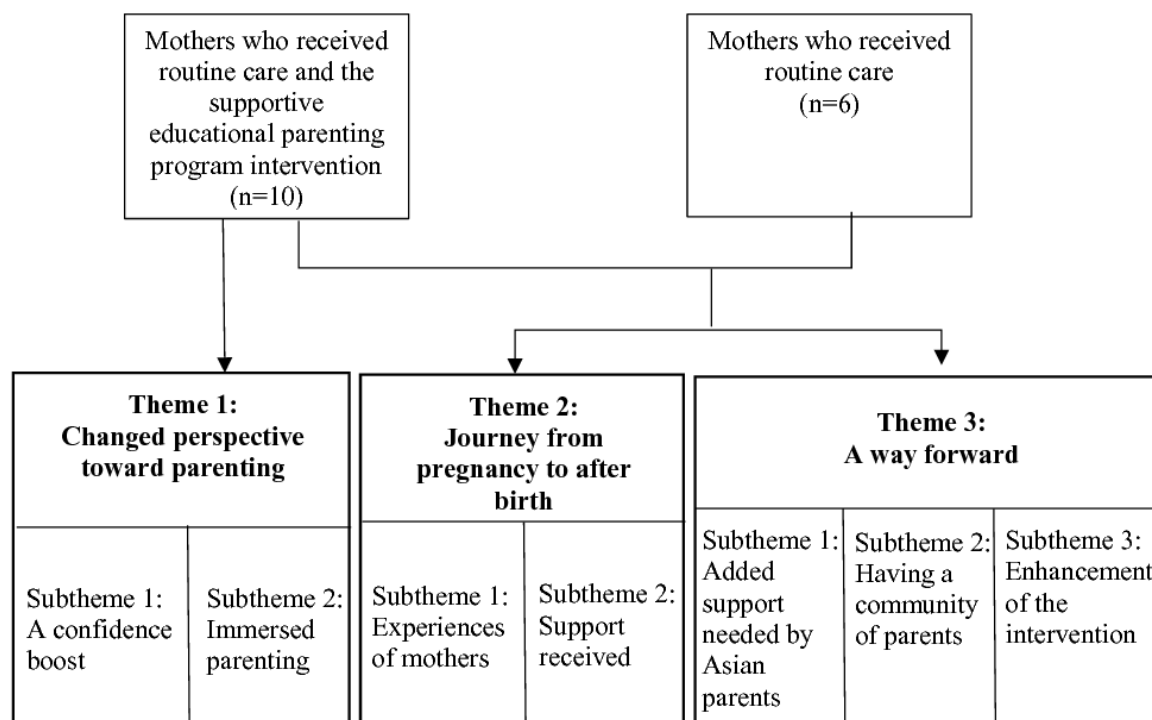 Mothers who received
routine care and the
supportive
educational parenting
program intervention
(n=10)
Mothers who received
routine care
(n=6)
Theme 1:
Changed perspective
toward parenting
Theme 2:
Journey from
pregnancy to after
birth
Theme 3:
A way forward
Subtheme 1:
A confidence
boost
Subtheme 2:
Immersed
parenting
Subtheme 1:
Experiences
of mothers
Subtheme 2:
Support
received
Subtheme 1:
Added
support
needed by
Asian
parents
Subtheme 2:
Having a
community
of parents
Subtheme 3:
Enhancement
of the
intervention